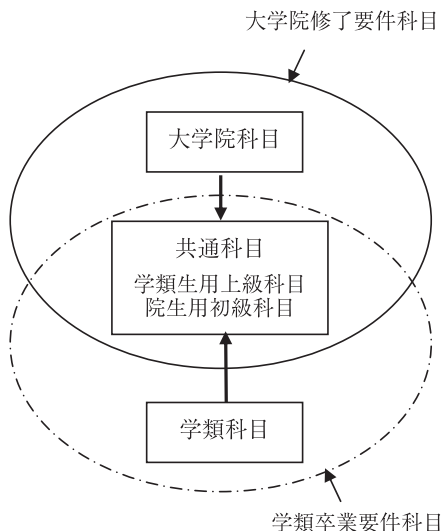 大学院修了要件科目
大学院科目
共通科目
学類生用上級科目
院生用初級科目
学類科目
学類卒業要件科目